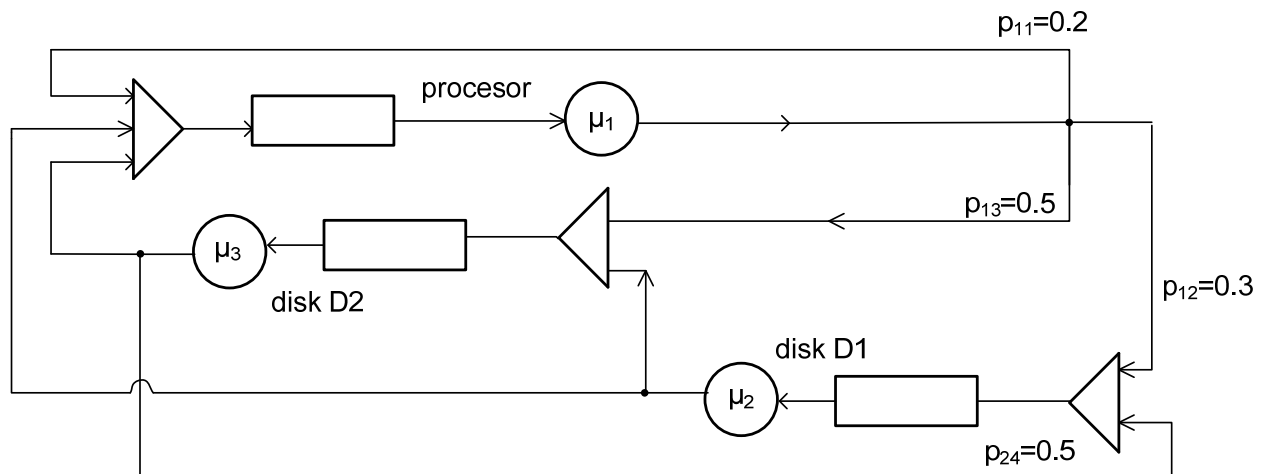 p₁₁=0.2
procesor
μ₁
p₁₃=0.5
μ₃
disk D2
p₁₂=0.3
disk D1
μ₂
p₂₄=0.5